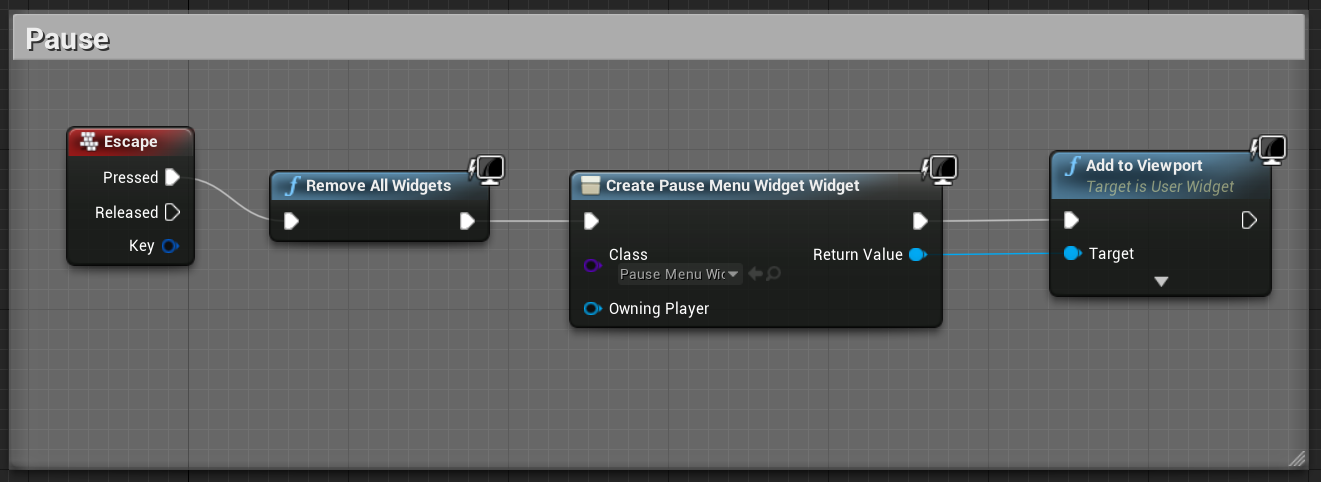 Pause
Escape
Pressed
Released
Key
Remove All Widgets
Create Pause Menu Widget Widget
Class
Pause Menu Wic
Return Value
Owning Player
Add to Viewport
Target is User Widget
Target